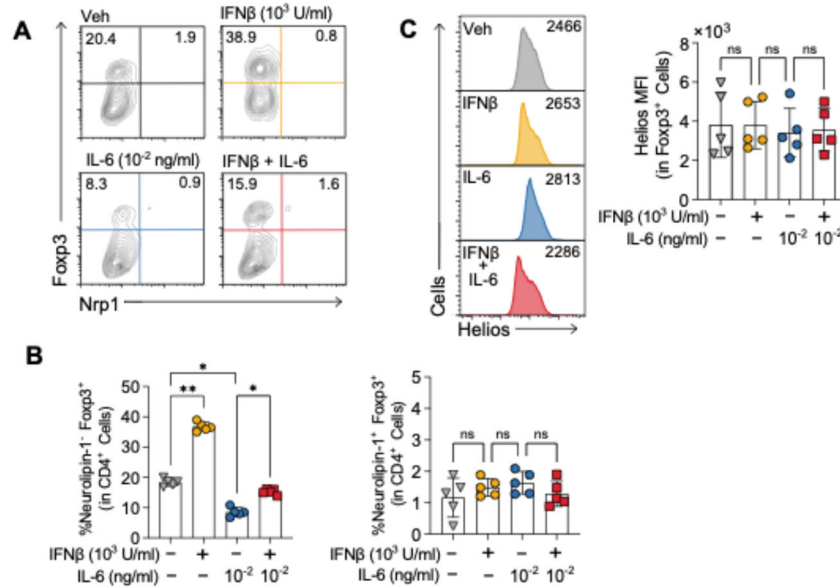 A
Veh
20.4 1.9
IFNβ (10³ U/ml)
38.9 0.8
IL-6 (10⁻² ng/ml)
8.3 0.9
IFNβ + IL-6
15.9 1.6
Foxp3
Nrp1
C
Veh 2466
IFNβ 2653
IL-6 2813
IFNβ
+
IL-6
2286
Cells
Helios
×10³
8
6
4
2
0
Helios MFI
(in Foxp3⁺ Cells)
ns ns ns
IFNβ (10³ U/ml) − + − +
IL-6 (ng/ml) − − 10⁻² 10⁻²
B
%Neurolipin-1⁻ Foxp3⁺
(in CD4⁺ Cells)
50
40
30
20
10
0
*
** *
IFNβ (10³ U/ml) − + − +
IL-6 (ng/ml) − − 10⁻² 10⁻²
%Neurolipin-1⁺ Foxp3⁺
(in CD4⁺ Cells)
5
4
3
2
1
0
ns ns ns
IFNβ (10³ U/ml) − + − +
IL-6 (ng/ml) − − 10⁻² 10⁻²